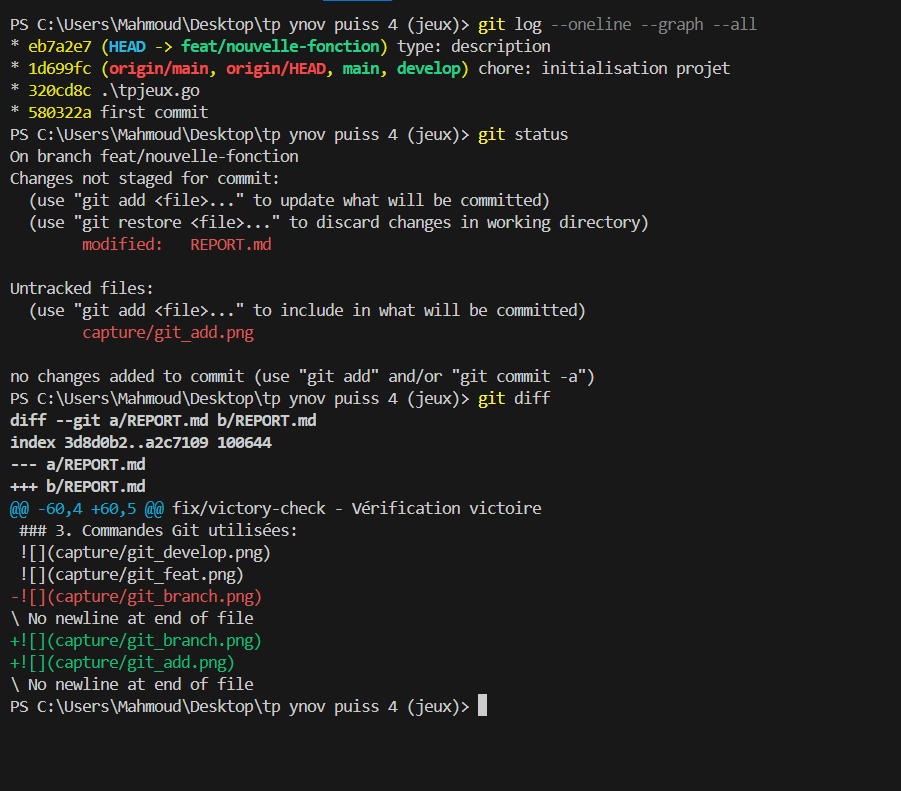 PS C:\Users\Mahmoud\Desktop\tp ynov puiss 4 (jeux)> git log --oneline --graph --all
* eb7a2e7 (HEAD -> feat/nouvelle-fonction) type: description
* 1d699fc (origin/main, origin/HEAD, main, develop) chore: initialisation projet
* 320cd8c .\tpjeux.go
* 580322a first commit
PS C:\Users\Mahmoud\Desktop\tp ynov puiss 4 (jeux)> git status
On branch feat/nouvelle-fonction
Changes not staged for commit:
  (use "git add <file>..." to update what will be committed)
  (use "git restore <file>..." to discard changes in working directory)
        modified:   REPORT.md

Untracked files:
  (use "git add <file>..." to include in what will be committed)
        capture/git_add.png

no changes added to commit (use "git add" and/or "git commit -a")
PS C:\Users\Mahmoud\Desktop\tp ynov puiss 4 (jeux)> git diff
diff --git a/REPORT.md b/REPORT.md
index 3d8d0b2..a2c7109 100644
--- a/REPORT.md
+++ b/REPORT.md
@@ -60,4 +60,5 @@ fix/victory-check - Vérification victoire
 ### 3. Commandes Git utilisées:
 ![](capture/git_develop.png)
 ![](capture/git_feat.png)
-![](capture/git_branch.png)
\ No newline at end of file
+![](capture/git_branch.png)
+![](capture/git_add.png)
\ No newline at end of file
PS C:\Users\Mahmoud\Desktop\tp ynov puiss 4 (jeux)>